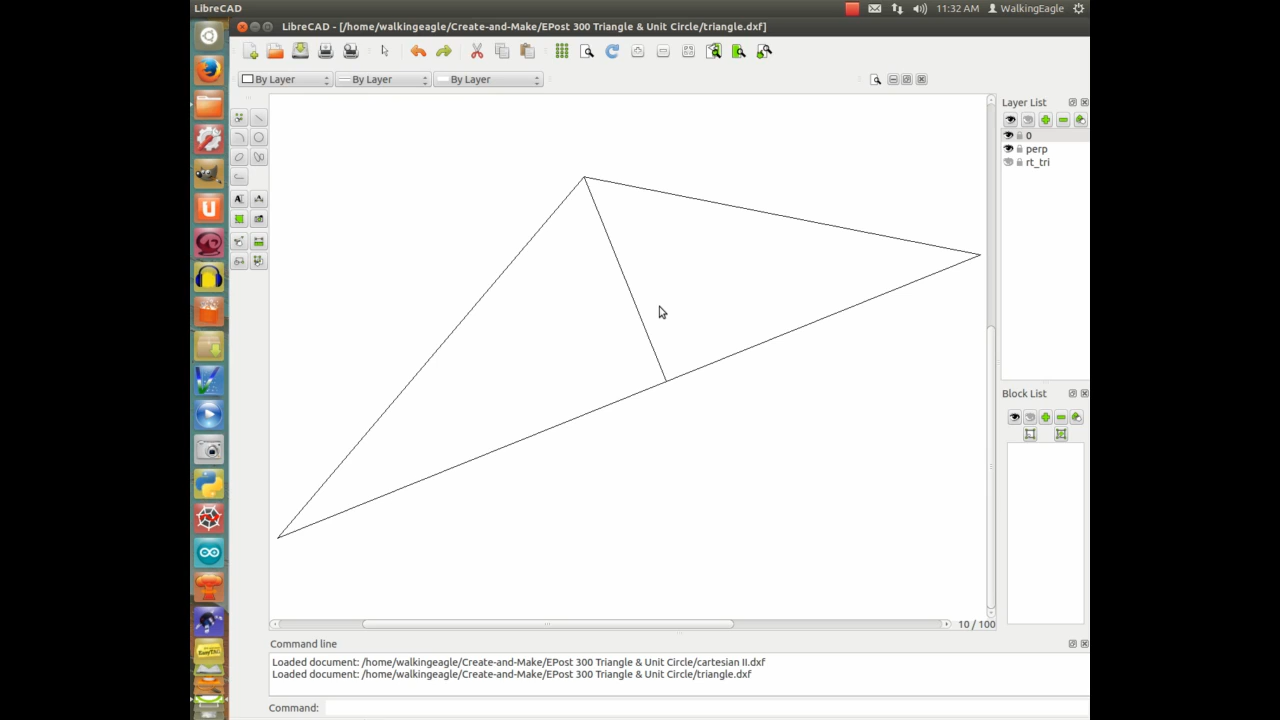 LibreCAD
11:32 AM
WalkingEagle
LibreCAD - [/home/walkingeagle/Create-and-Make/EPost 300 Triangle & Unit Circle/triangle.dxf]
By Layer
By Layer
By Layer
Layer List
0
perp
rt_tri
Block List
10 / 100
Command line
Loaded document: /home/walkingeagle/Create-and-Make/EPost 300 Triangle & Unit Circle/cartesian II.dxf
Loaded document: /home/walkingeagle/Create-and-Make/EPost 300 Triangle & Unit Circle/triangle.dxf
Command: